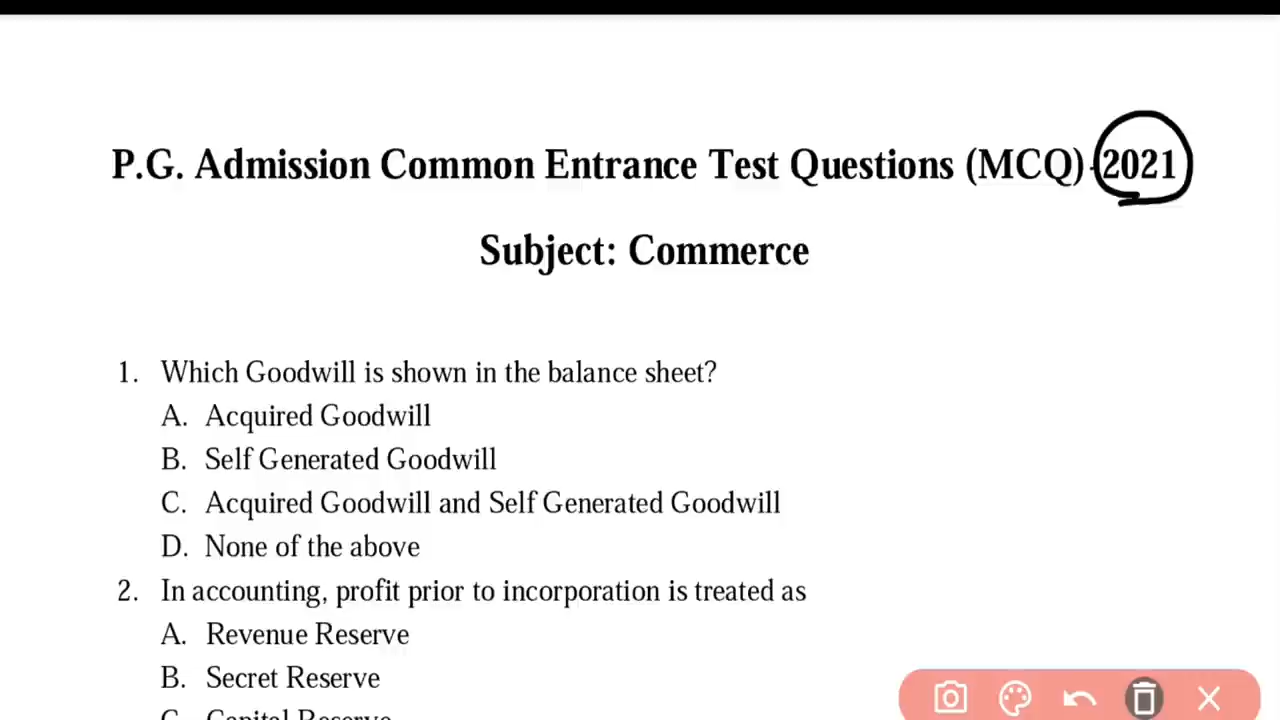 P.G. Admission Common Entrance Test Questions (MCQ)-2021
Subject: Commerce
1. Which Goodwill is shown in the balance sheet?
A. Acquired Goodwill
B. Self Generated Goodwill
C. Acquired Goodwill and Self Generated Goodwill
D. None of the above
2. In accounting, profit prior to incorporation is treated as
A. Revenue Reserve
B. Secret Reserve
C. Capital Reserve